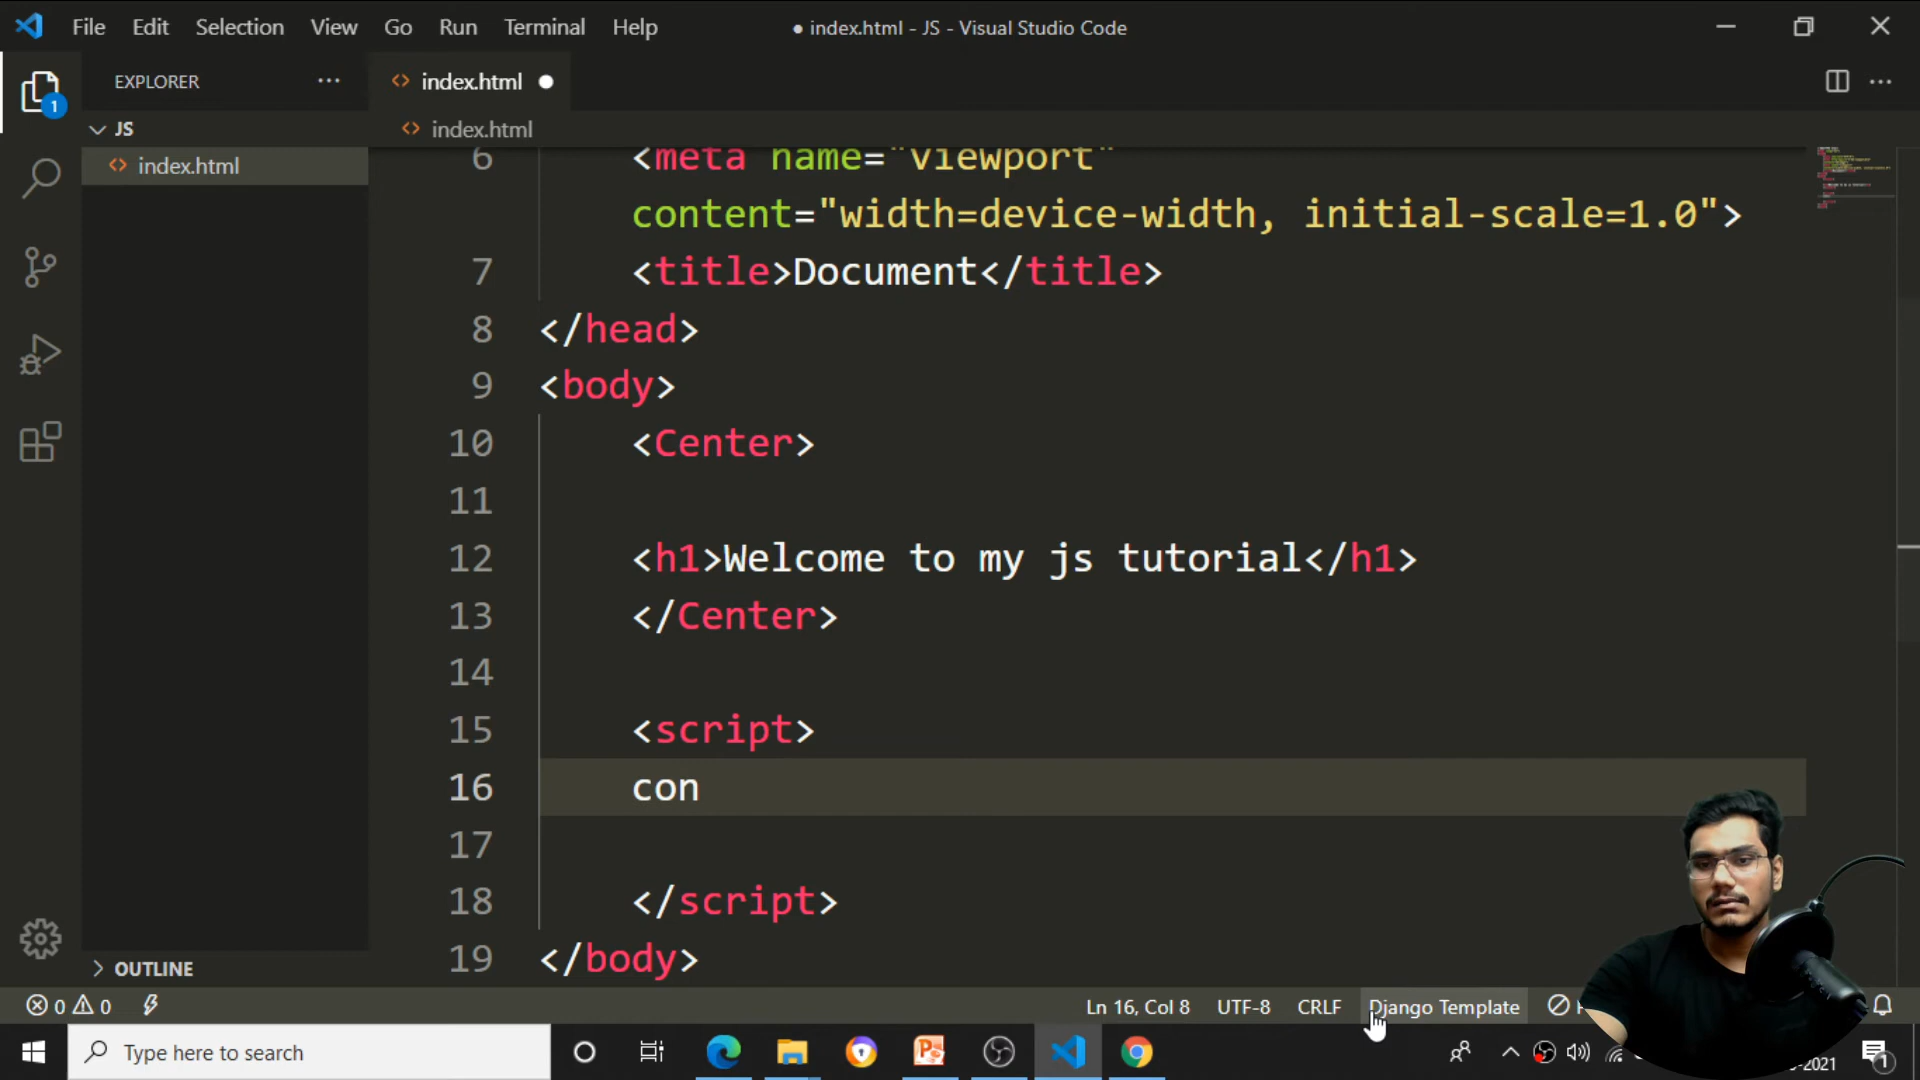 File Edit Selection View Go Run Terminal Help ● index.html - JS - Visual Studio Code
EXPLORER ··· <> index.html ●
1
JS <> index.html
<> index.html
6 <meta name="viewport"
content="width=device-width, initial-scale=1.0">
7 <title>Document</title>
8 </head>
9 <body>
10 <Center>
11
12 <h1>Welcome to my js tutorial</h1>
13 </Center>
14
15 <script>
16 con
17
18 </script>
19 </body>
OUTLINE
0 0 Ln 16, Col 8 UTF-8 CRLF Django Template
Type here to search
-2021 1